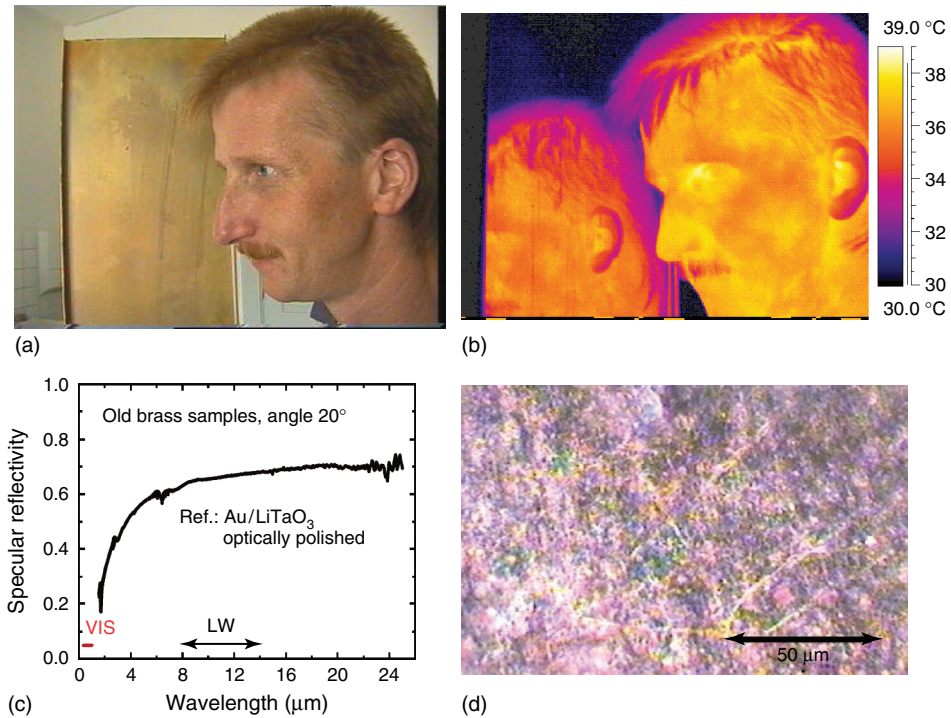 39.0 °C
38
36
34
32
30
30.0 °C
(a)
(b)
1.0
0.8
0.6
0.4
0.2
0.0
Old brass samples, angle 20°
Ref.: Au/LiTaO₃
optically polished
VIS
LW
0 4 8 12 16 20 24
Specular reflectivity
Wavelength (μm)
50 μm
(c)
(d)